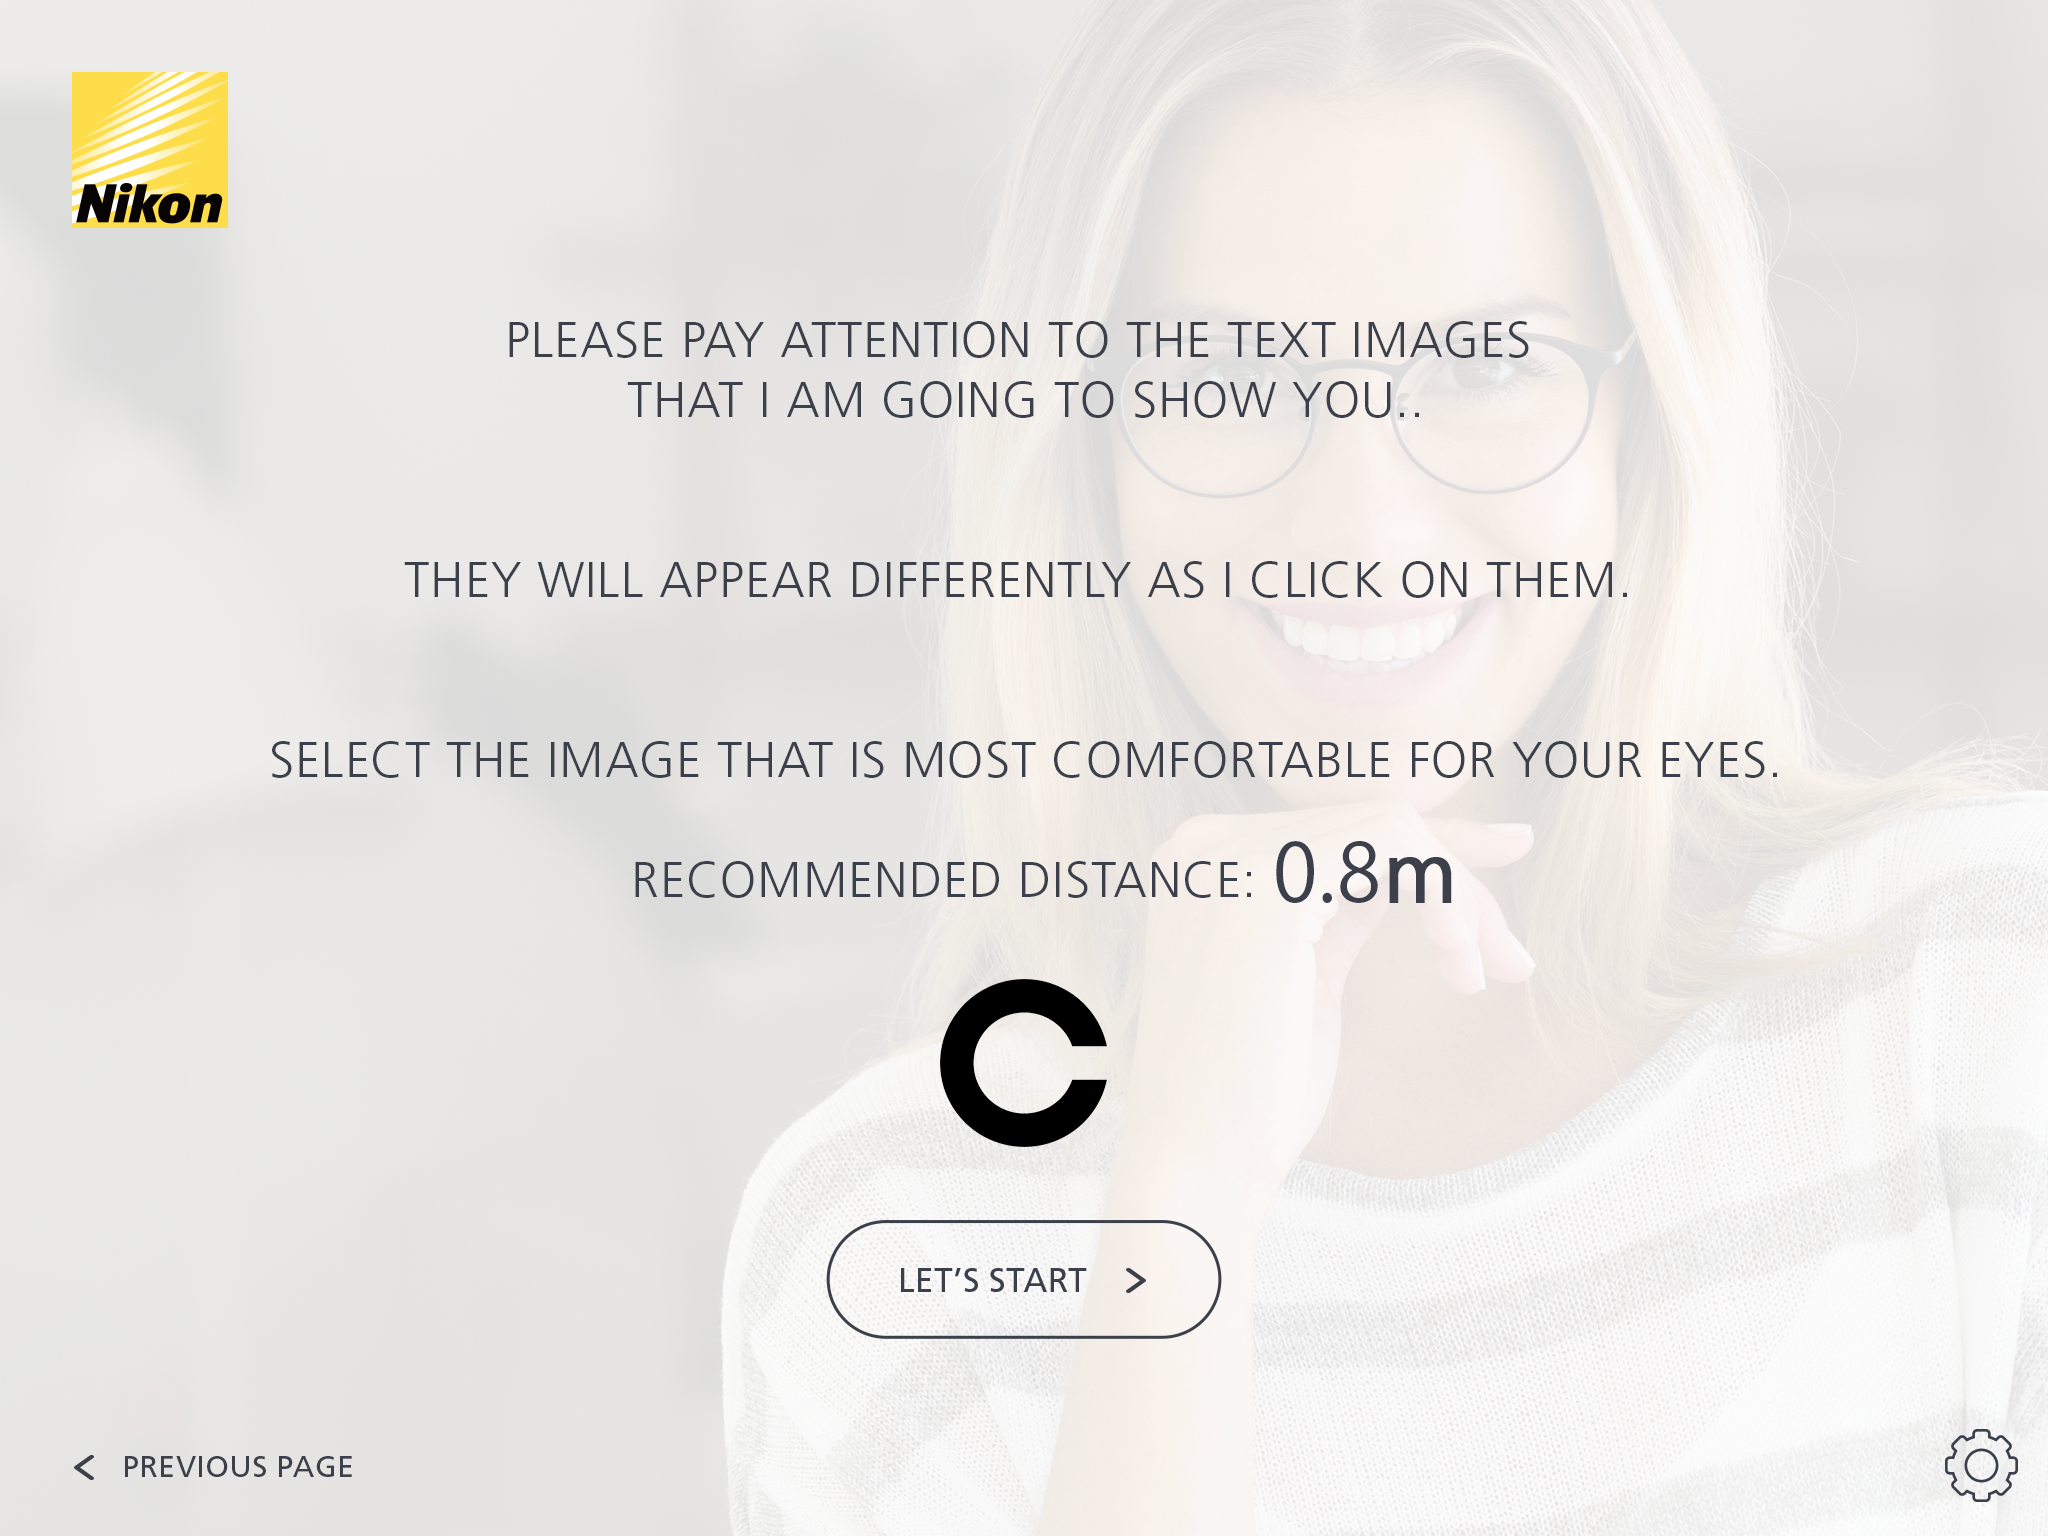 Nikon
PLEASE PAY ATTENTION TO THE TEXT IMAGES
THAT I AM GOING TO SHOW YOU..
THEY WILL APPEAR DIFFERENTLY AS I CLICK ON THEM.
SELECT THE IMAGE THAT IS MOST COMFORTABLE FOR YOUR EYES.
RECOMMENDED DISTANCE: 0.8m
C
LET’S START >
< PREVIOUS PAGE